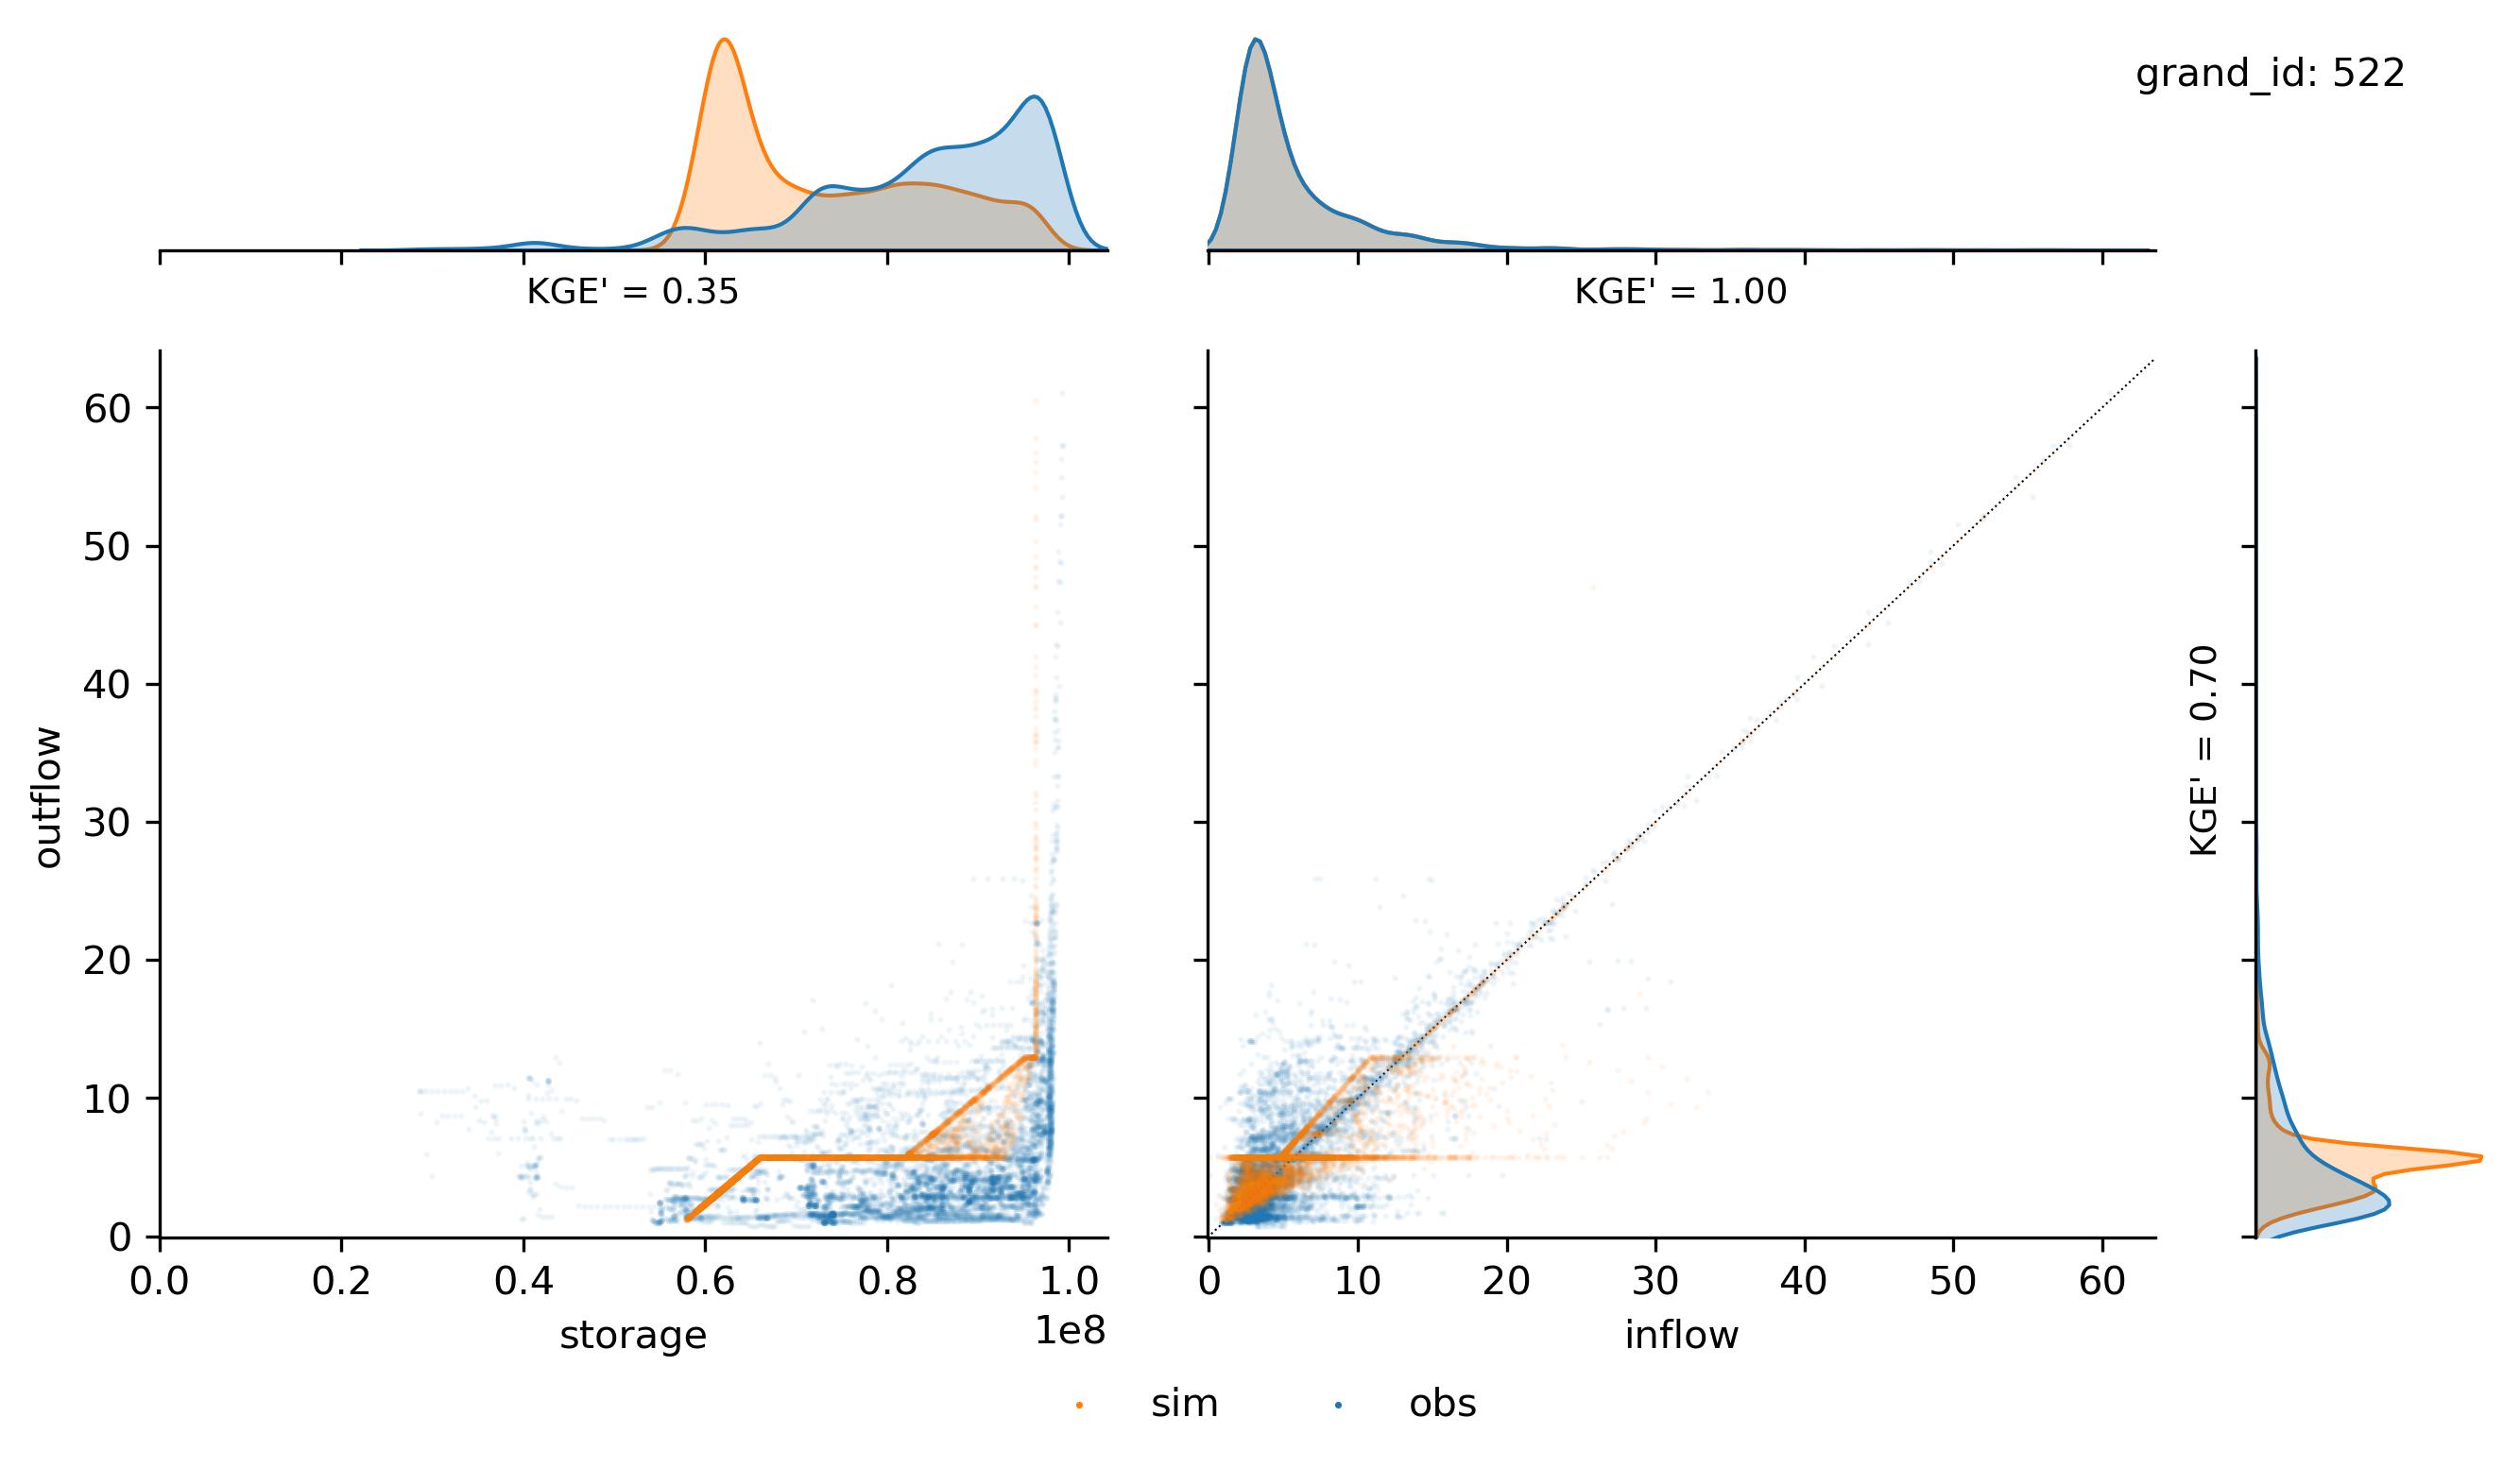 grand_id: 522
KGE' = 0.35
KGE' = 1.00
60
50
40
30
20
10
0
outflow
KGE' = 0.70
0.0 0.2 0.4 0.6 0.8 1.0
1e8
storage
0 10 20 30 40 50 60
inflow
sim obs